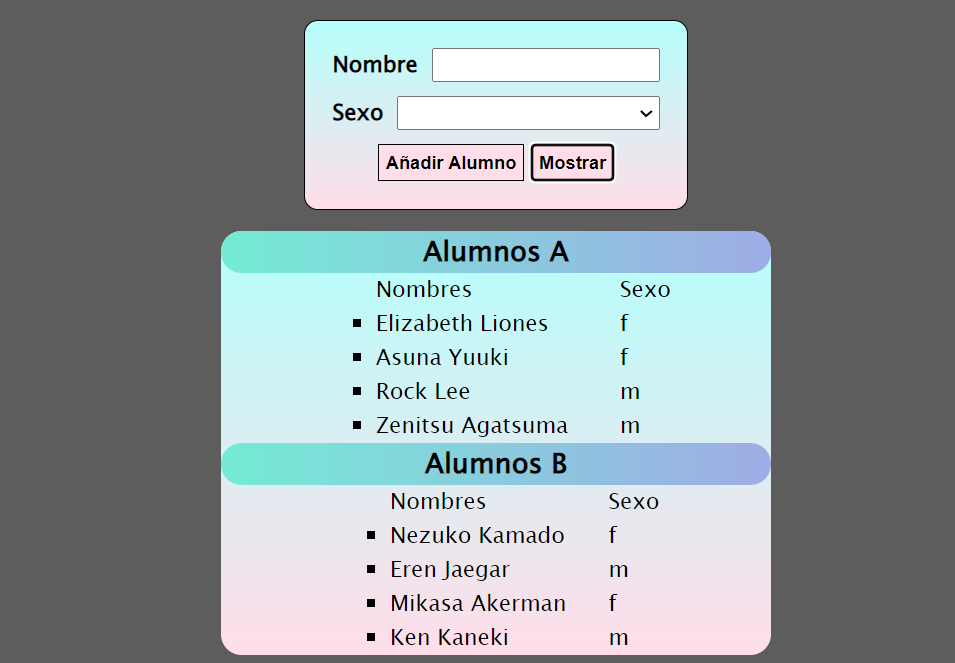 Nombre
Sexo
Añadir Alumno Mostrar
Alumnos A
Nombres Sexo
Elizabeth Liones f
Asuna Yuuki f
Rock Lee m
Zenitsu Agatsuma m
Alumnos B
Nombres Sexo
Nezuko Kamado f
Eren Jaegar m
Mikasa Akerman f
Ken Kaneki m